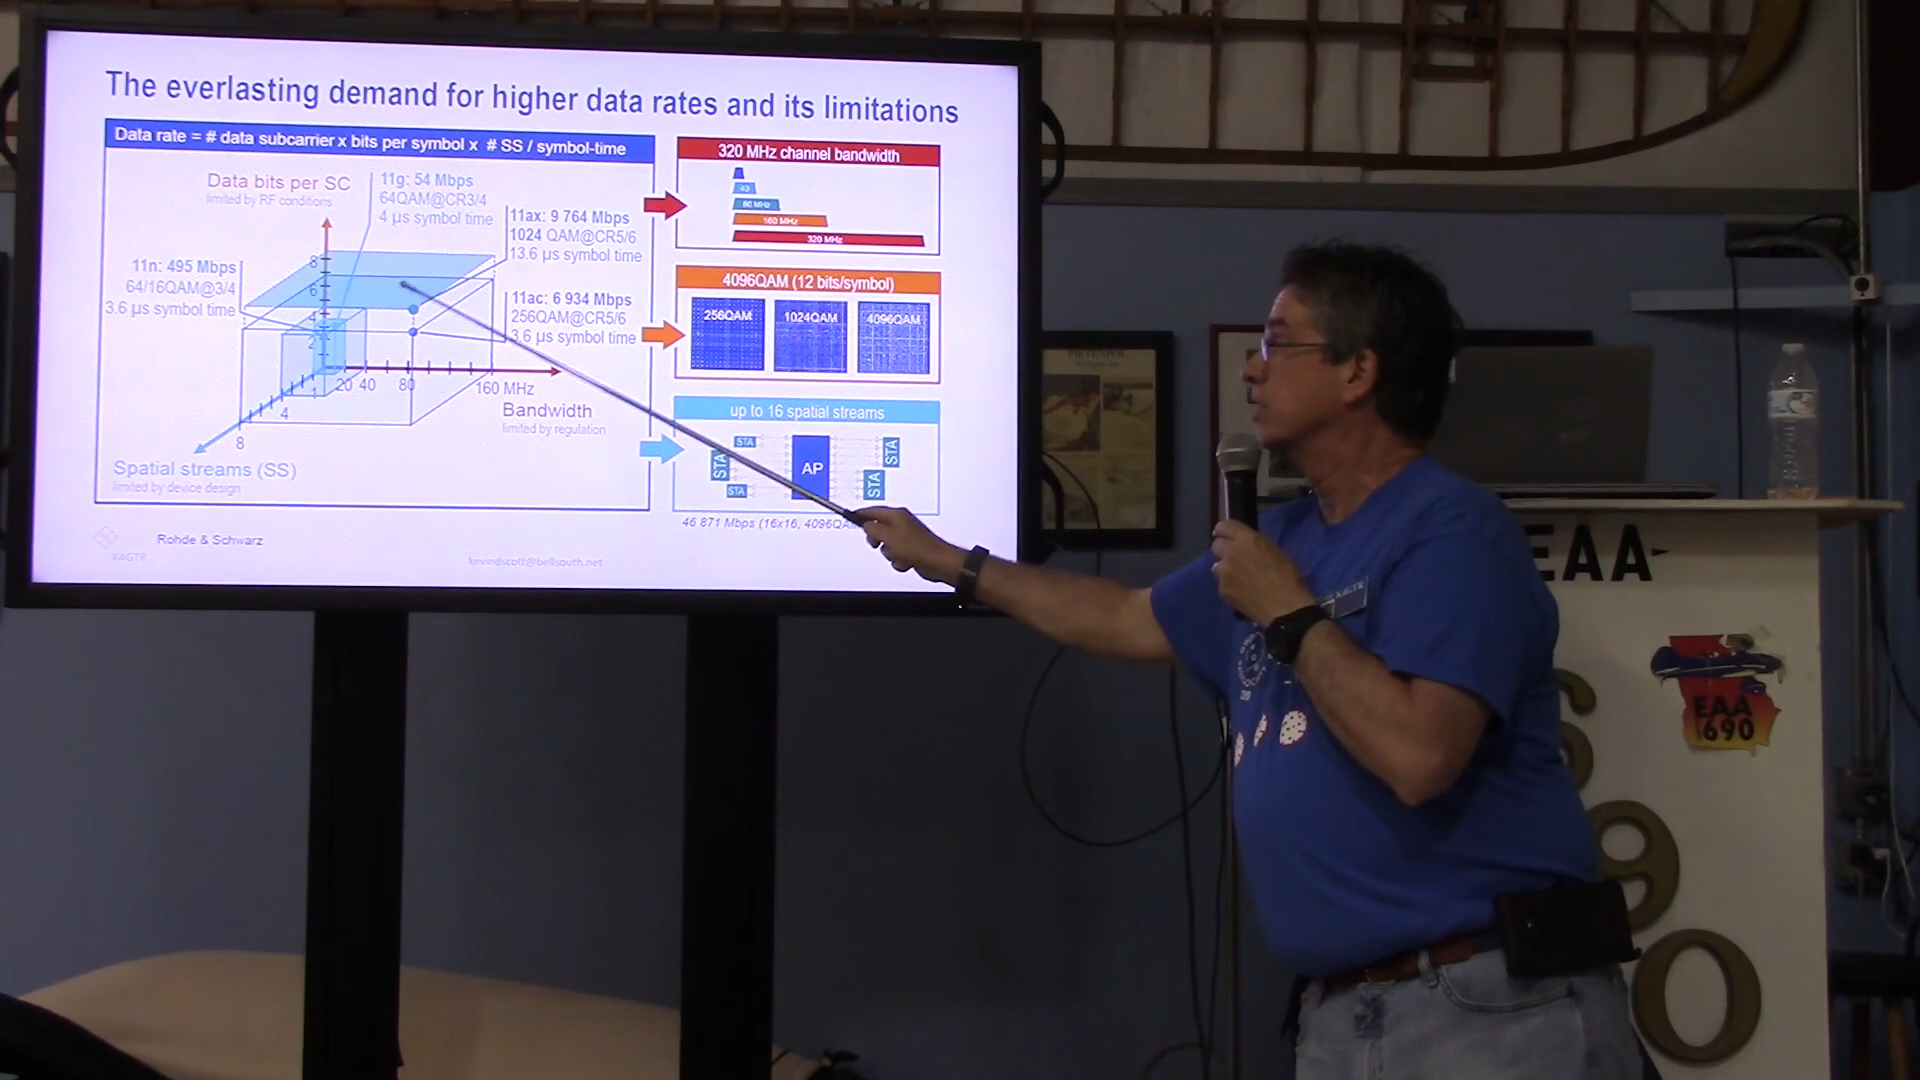 The everlasting demand for higher data rates and its limitations
Data rate = # data subcarrier x bits per symbol x # SS / symbol-time
Data bits per SC
limited by RF conditions
11g: 54 Mbps
64QAM@CR3/4
4 µs symbol time
11ax: 9 764 Mbps
1024 QAM@CR5/6
13.6 µs symbol time
11n: 495 Mbps
64/16QAM@3/4
3.6 µs symbol time
11ac: 6 934 Mbps
256QAM@CR5/6
3.6 µs symbol time
8
6
4
2
1
4
8
20 40 80 160 MHz
Bandwidth
limited by regulation
Spatial streams (SS)
limited by device design
320 MHz channel bandwidth
40
80 MHz
160 MHz
320 MHz
4096QAM (12 bits/symbol)
256QAM 1024QAM 4096QAM
up to 16 spatial streams
STA
STA
STA
AP
STA
STA
46 871 Mbps (16x16, 4096QA
Rohde & Schwarz
K4GTR
kevindscott@bellsouth.net
PIETENPOL
EAA
EAA
690
690